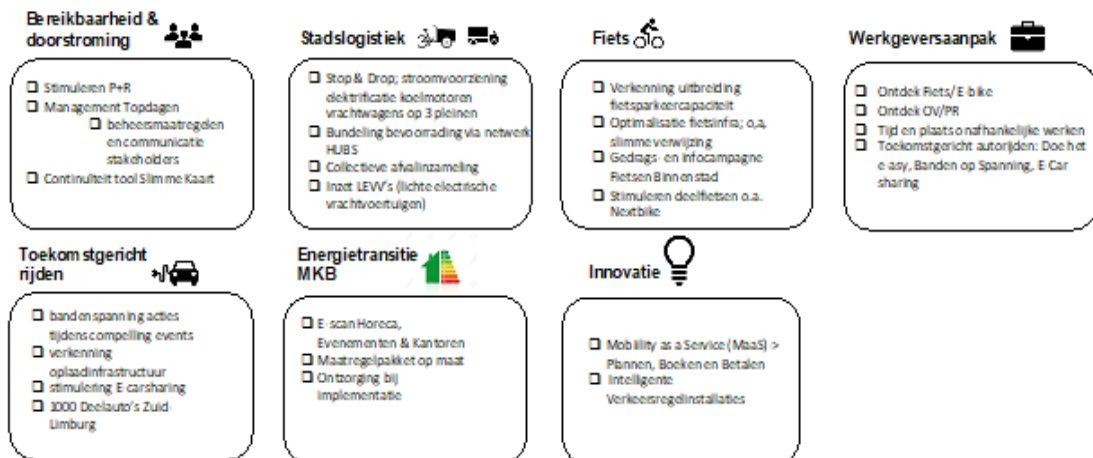 Bereikbaarheid &
doorstroming
Stimuleren P+R
Management Topdagen
beheersmaatregelen
en communicatie
stakeholders
Continuïteit tool Slimme Kaart
Stadslogistiek
Stop & Drop; stroomvoorziening
elektrificatie koelmotoren
vrachtwagens op 3 pleinen
Bundeling bevoorrading via netwerk
HUBS
Collectieve afvalinzameling
Inzet LEVV's (lichte electrische
vrachtvoertuigen)
Fiets
Verkenning uitbreiding
fietsparkeercapaciteit
Optimalisatie fietsinfra; o.a.
slimme verwijzing
Gedrags- en infocampagne
Fietsen Binnenstad
Stimuleren deelfietsen o.a.
Nextbike
Werkgeversaanpak
Ontdek Fiets/ E-bike
Ontdek OV/PR
Tijd en plaats onafhankelijke werken
Toekomstgericht autorijden: Doe het
e-asy, Banden op Spanning, E-Car
sharing
Toekomstgericht
rijden
bandenspanning acties
tijdens compelling events
verkenning
oplaadinfrastructuur
stimulering E-carsharing
1000 Deelauto's Zuid-
Limburg
Energietransitie
MKB
E-scan Horeca,
Evenementen & Kantoren
Maatregelpakket op maat
Ontzorging bij
implementatie
Innovatie
Mobility as a Service (MaaS) >
Plannen, Boeken en Betalen
Intelligente
Verkeersregelinstallaties